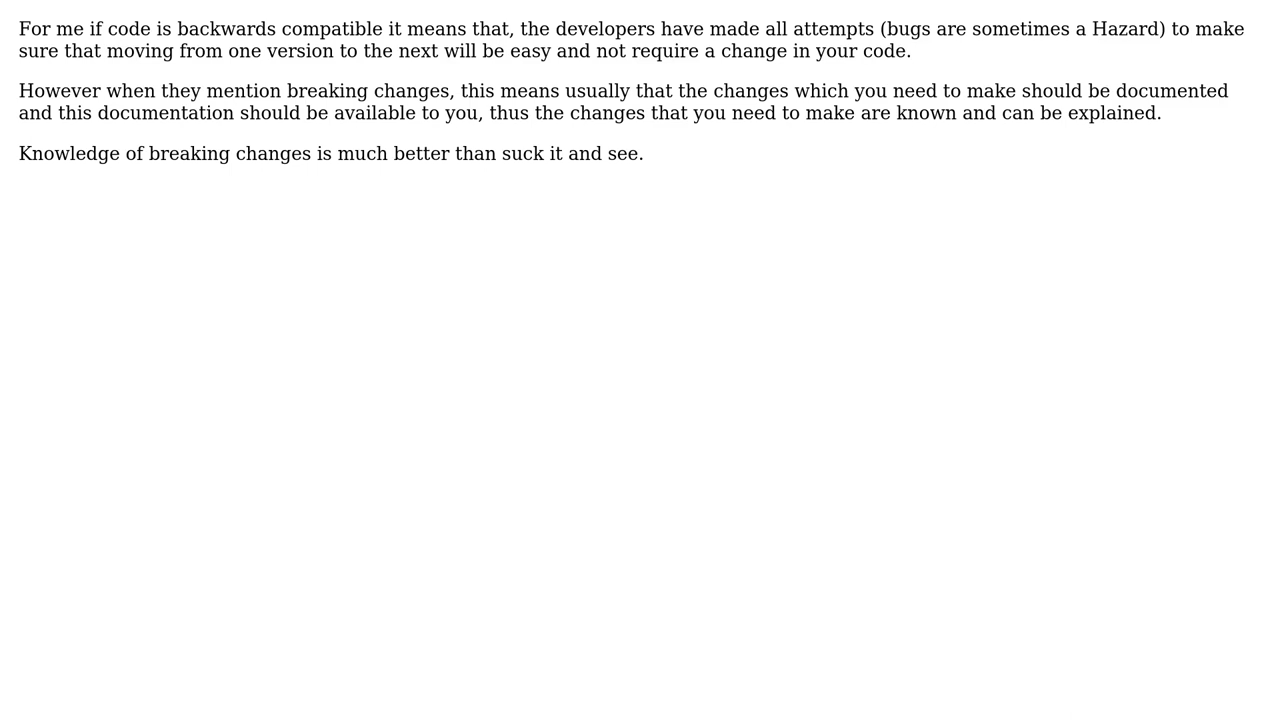 For me if code is backwards compatible it means that, the developers have made all attempts (bugs are sometimes a Hazard) to make
sure that moving from one version to the next will be easy and not require a change in your code.
However when they mention breaking changes, this means usually that the changes which you need to make should be documented
and this documentation should be available to you, thus the changes that you need to make are known and can be explained.
Knowledge of breaking changes is much better than suck it and see.